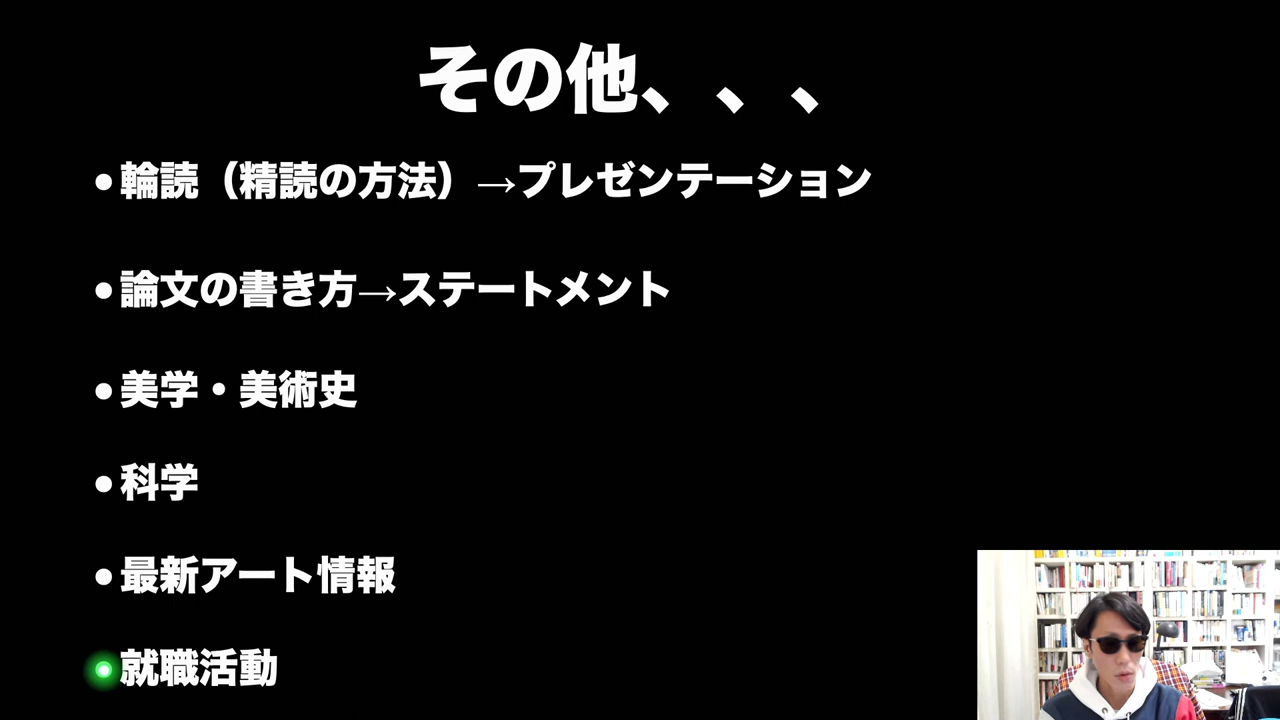 その他、、、
•輪読（精読の方法）→プレゼンテーション
•論文の書き方→ステートメント
•美学・美術史
•科学
•最新アート情報
•就職活動